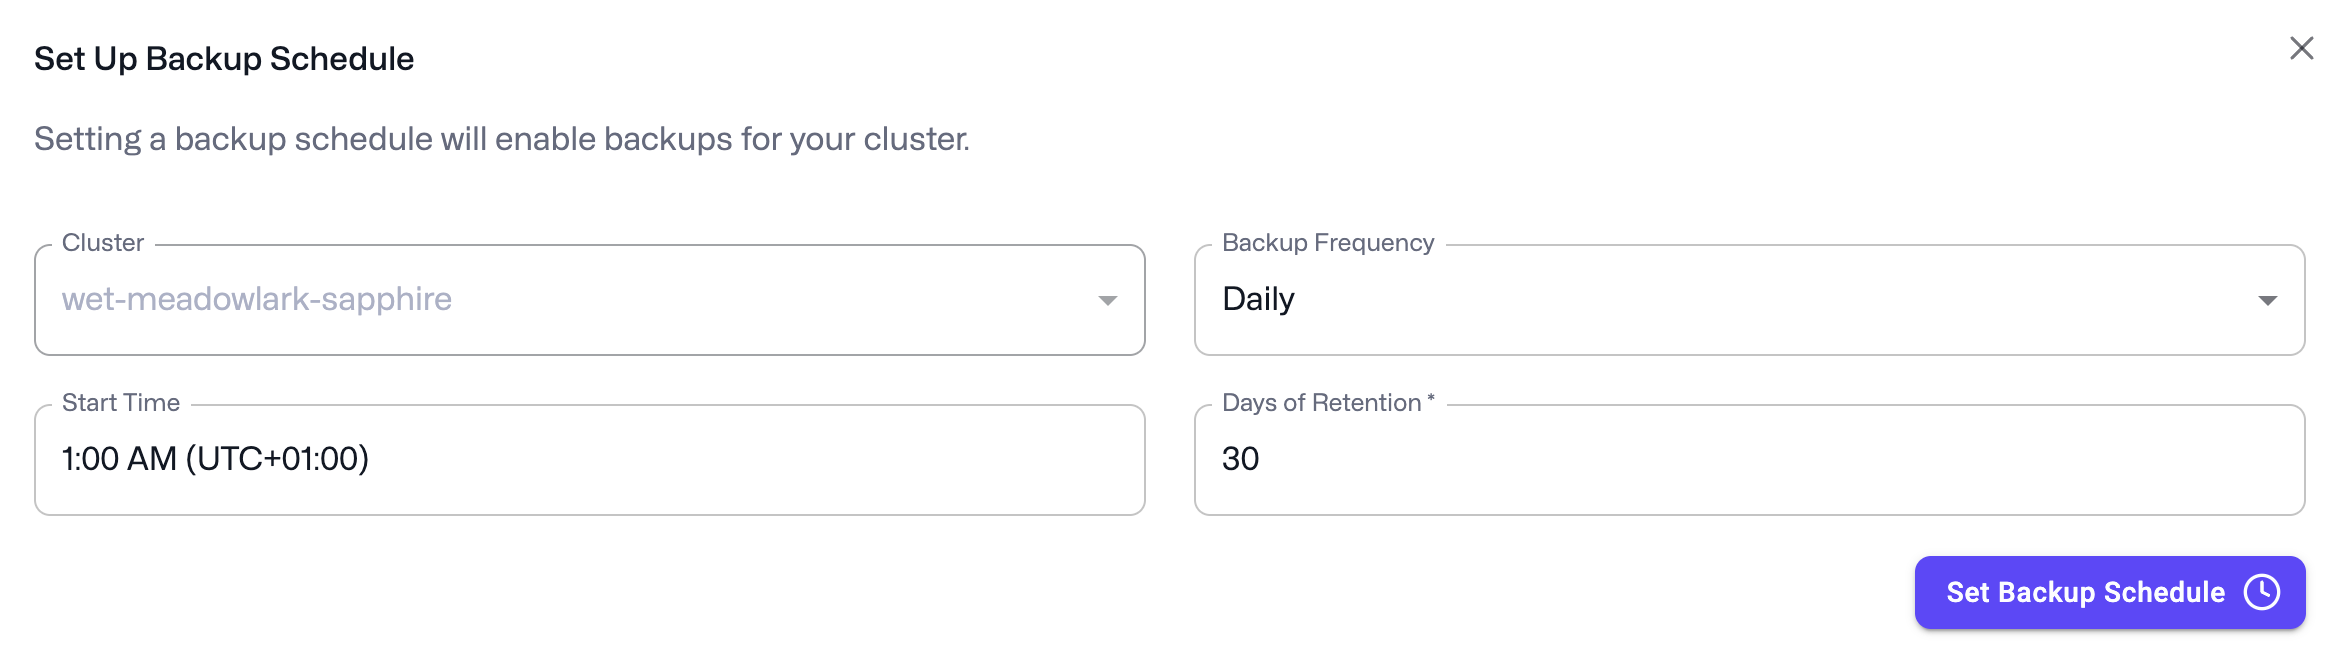 Set Up Backup Schedule
Setting a backup schedule will enable backups for your cluster.
Cluster
wet-meadowlark-sapphire
Backup Frequency
Daily
Start Time
1:00 AM (UTC+01:00)
Days of Retention *
30
Set Backup Schedule